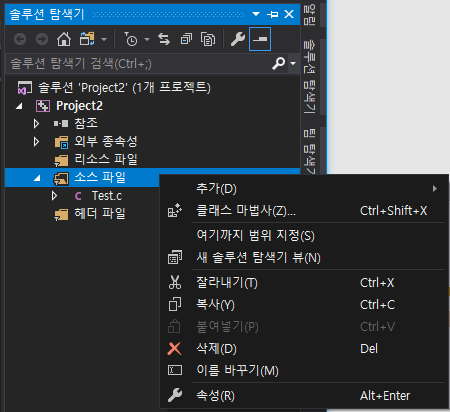 솔루션 탐색기
솔루션 탐색기 검색(Ctrl+;)
솔루션 'Project2' (1개 프로젝트)
Project2
참조
외부 종속성
리소스 파일
소스 파일
Test.c
헤더 파일
추가(D)
클래스 마법사(Z)... Ctrl+Shift+X
여기까지 범위 지정(S)
새 솔루션 탐색기 뷰(N)
잘라내기(T) Ctrl+X
복사(Y) Ctrl+C
붙여넣기(P) Ctrl+V
삭제(D) Del
이름 바꾸기(M)
속성(R) Alt+Enter
알림
솔루션 탐색기
팀 탐색기